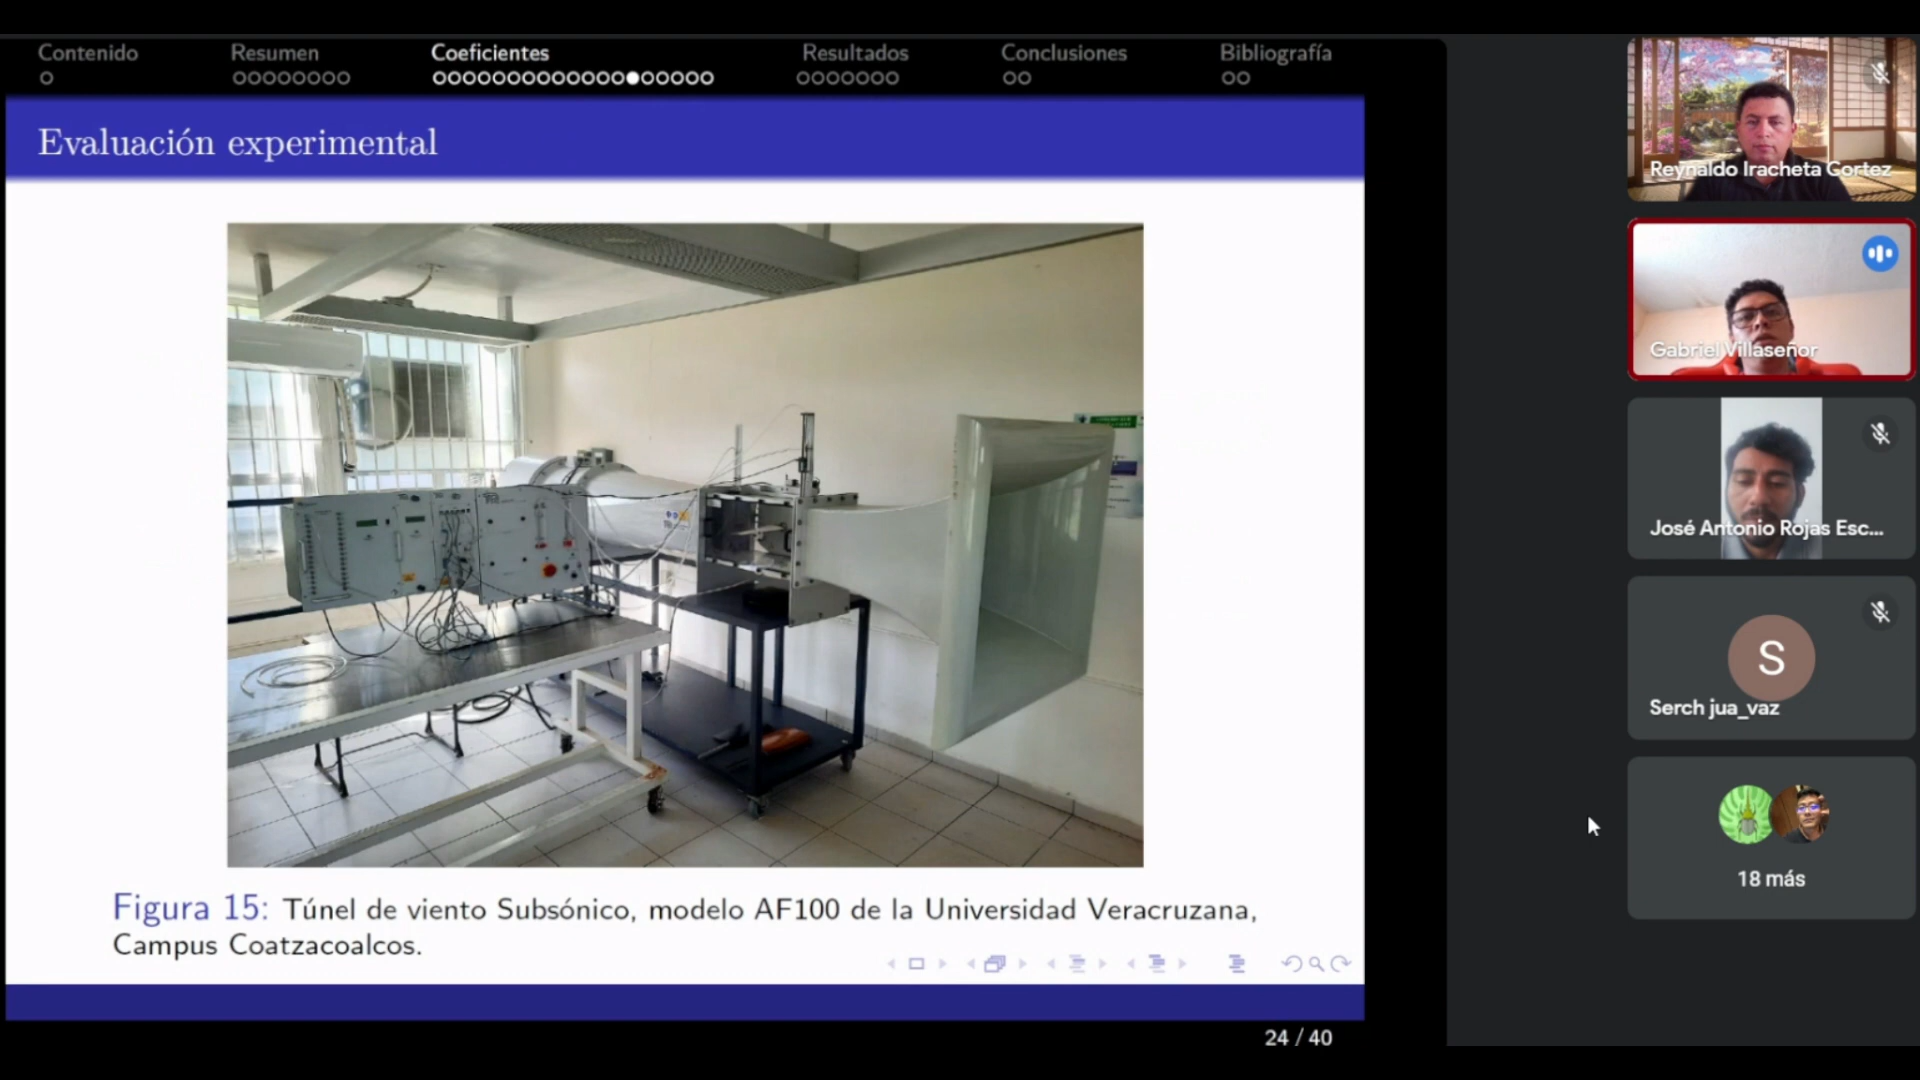 Contenido Resumen Coeficientes Resultados Conclusiones Bibliografía
Evaluación experimental
Figura 15: Túnel de viento Subsónico, modelo AF100 de la Universidad Veracruzana,
Campus Coatzacoalcos.
24 / 40
Reynaldo Iracheta Cortez
Gabriel Villaseñor
José Antonio Rojas Esc...
S
Serch jua_vaz
18 más